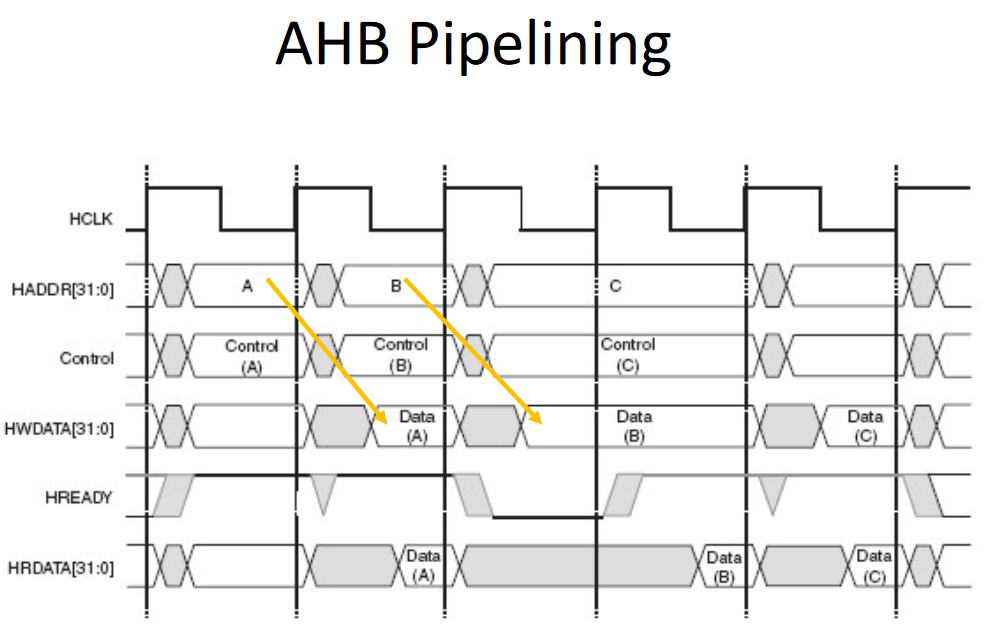 AHB Pipelining
HCLK
HADDR[31:0]
A
B
C
Control
Control
(A)
Control
(B)
Control
(C)
HWDATA[31:0]
Data
(A)
Data
(B)
Data
(C)
HREADY
HRDATA[31:0]
Data
(A)
Data
(B)
Data
(C)